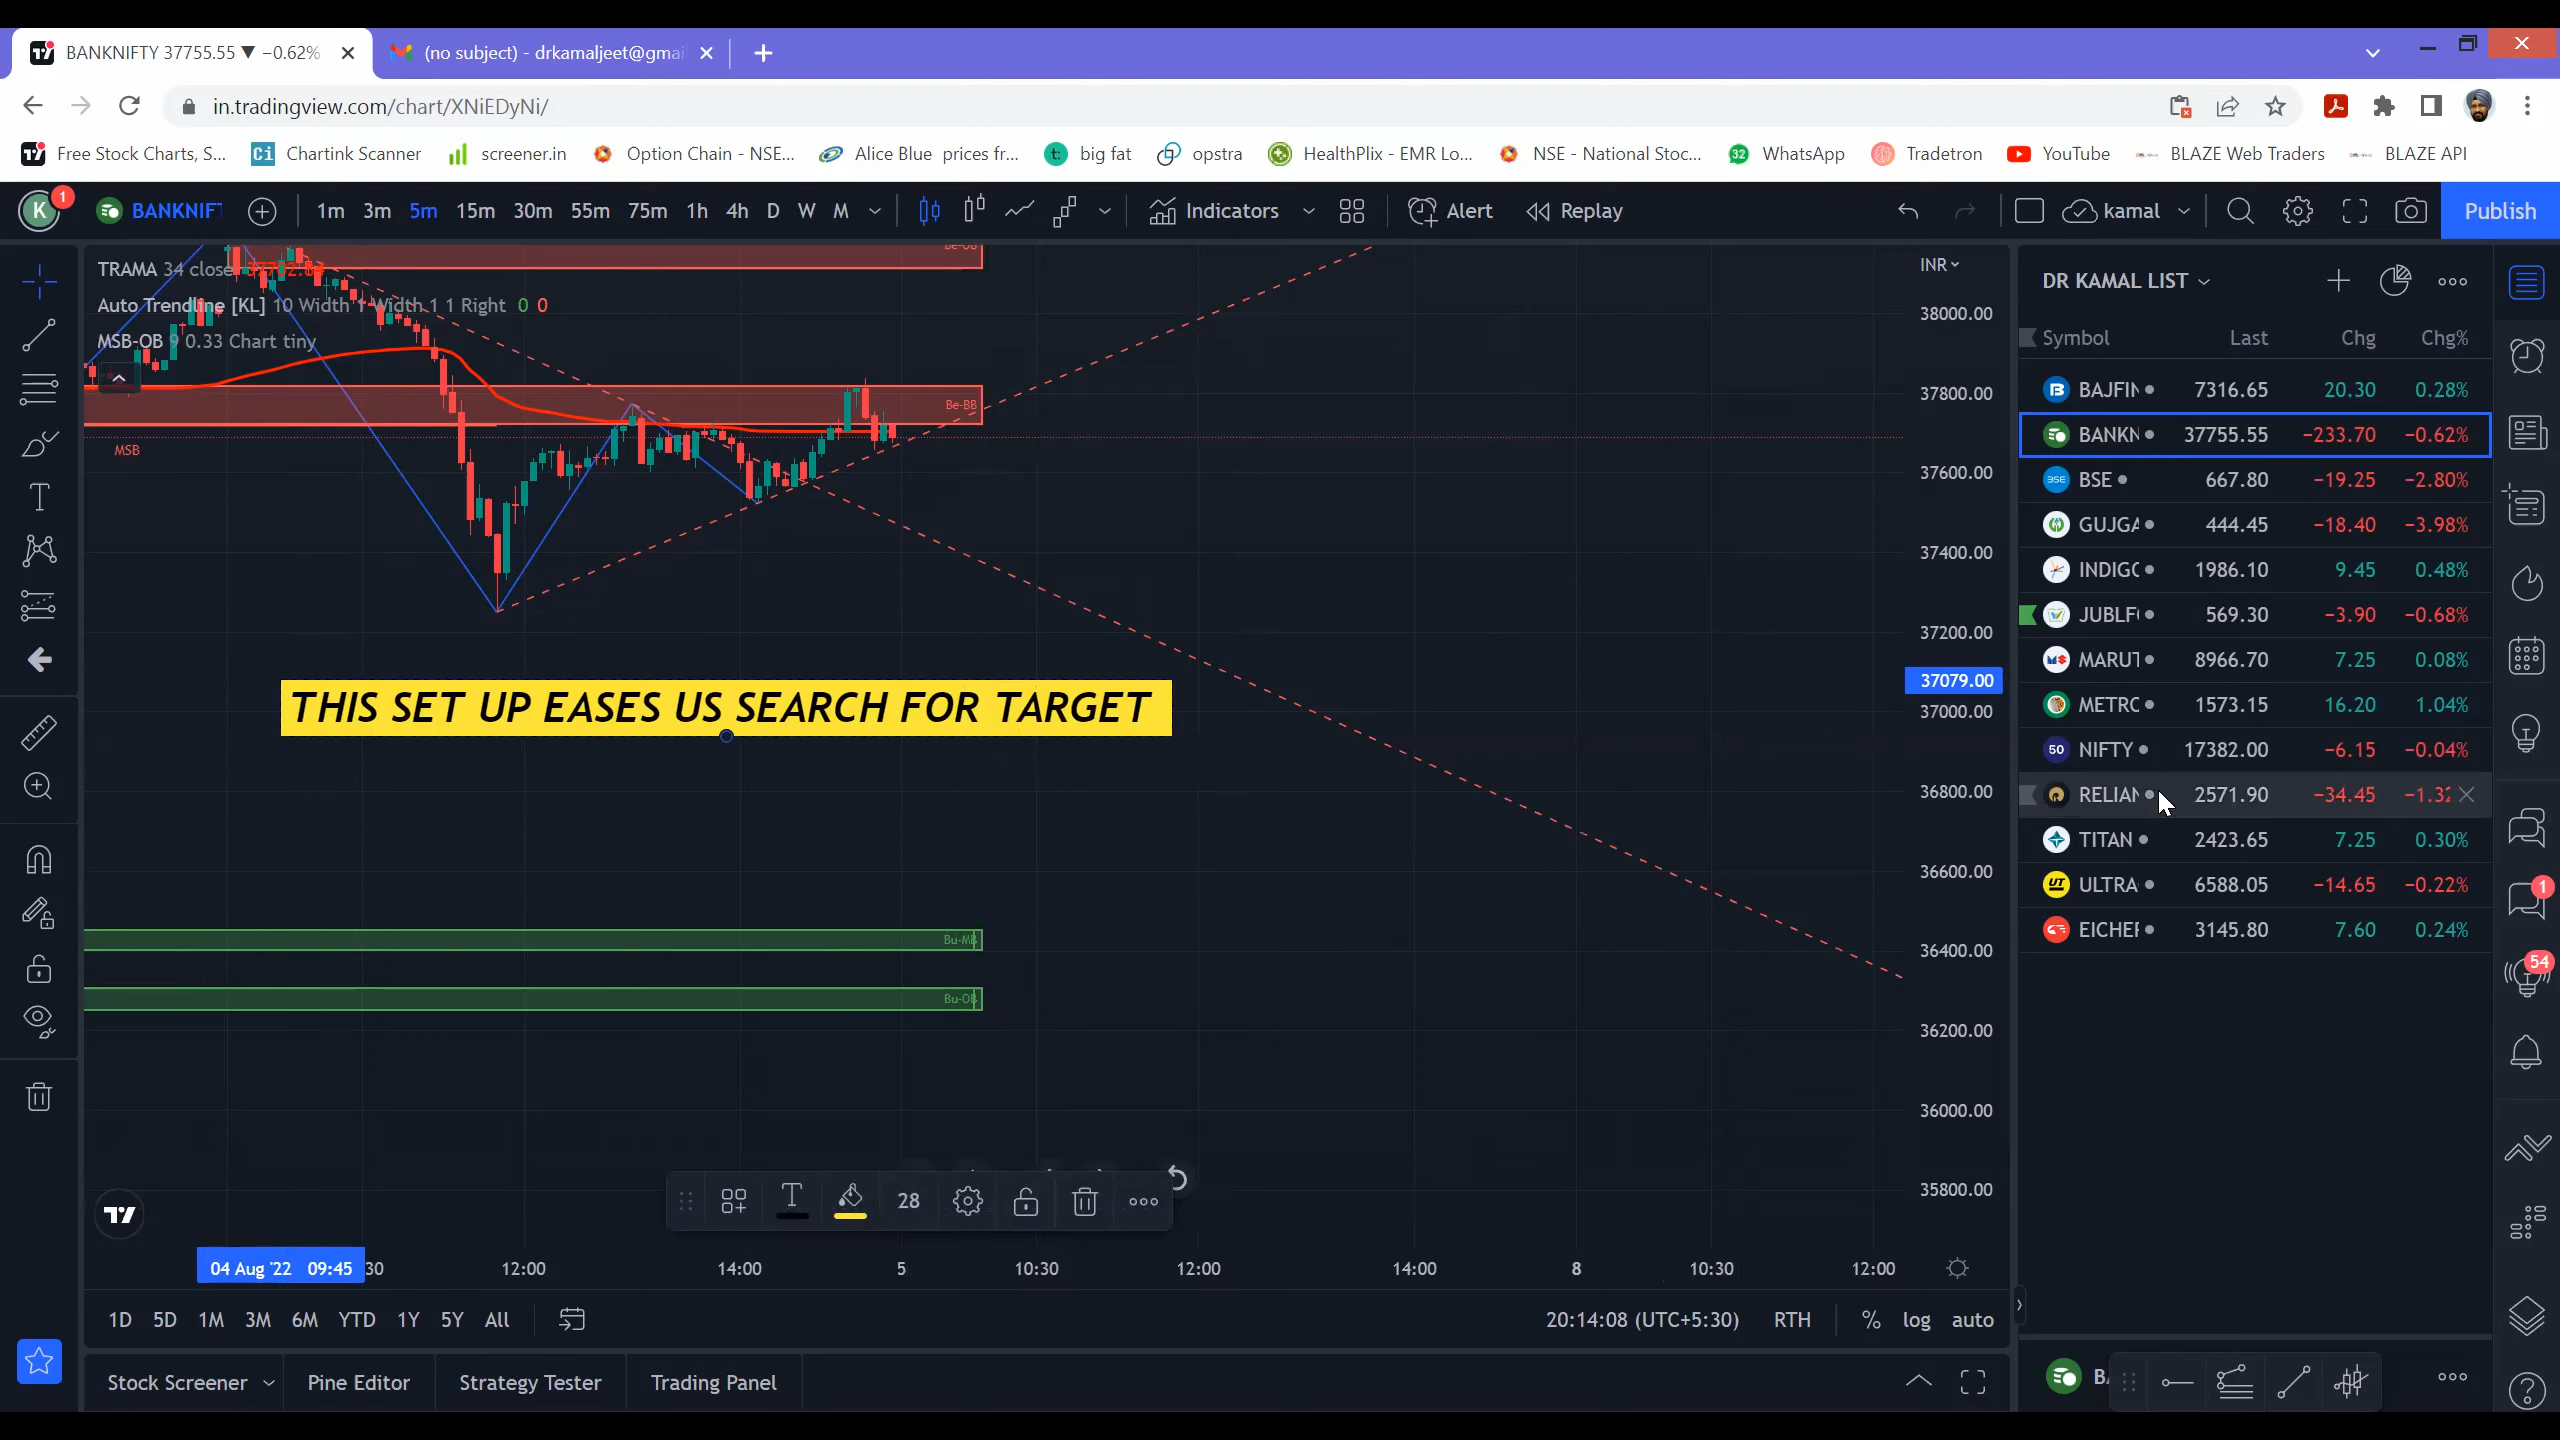 BANKNIFTY 37755.55 ▼ −0.62%
(no subject) - drkamaljeet@gmai
in.tradingview.com/chart/XNiEDyNi/
Free Stock Charts, S...
Chartink Scanner
screener.in
Option Chain - NSE...
Alice Blue prices fr...
big fat
opstra
HealthPlix - EMR Lo...
NSE - National Stoc...
WhatsApp
Tradetron
YouTube
BLAZE Web Traders
BLAZE API
K 1 BANKNIFT 1m 3m 5m 15m 30m 55m 75m 1h 4h D W M Indicators Alert Replay kamal Publish
TRAMA 34 close
Auto Trendline [KL] 10 Width 1 Width 1 1 Right 0 0
MSB-OB 9 0.33 Chart tiny
Be-OB
Be-BB
MSB
THIS SET UP EASES US SEARCH FOR TARGET
Bu-MB
Bu-OB
28
INR
38000.00
37800.00
37600.00
37400.00
37200.00
37079.00
37000.00
36800.00
36600.00
36400.00
36200.00
36000.00
35800.00
04 Aug '22 09:45 30 12:00 14:00 5 10:30 12:00 14:00 8 10:30 12:00
1D 5D 1M 3M 6M YTD 1Y 5Y All 20:14:08 (UTC+5:30) RTH % log auto
Stock Screener Pine Editor Strategy Tester Trading Panel
DR KAMAL LIST
Symbol Last Chg Chg%
BAJFIN 7316.65 20.30 0.28%
BANKN 37755.55 −233.70 −0.62%
BSE 667.80 −19.25 −2.80%
GUJGA 444.45 −18.40 −3.98%
INDIGO 1986.10 9.45 0.48%
JUBLF 569.30 −3.90 −0.68%
MARUT 8966.70 7.25 0.08%
METRO 1573.15 16.20 1.04%
50 NIFTY 17382.00 −6.15 −0.04%
RELIAN 2571.90 −34.45 −1.32
TITAN 2423.65 7.25 0.30%
UT ULTRA 6588.05 −14.65 −0.22%
EICHER 3145.80 7.60 0.24%
1
54